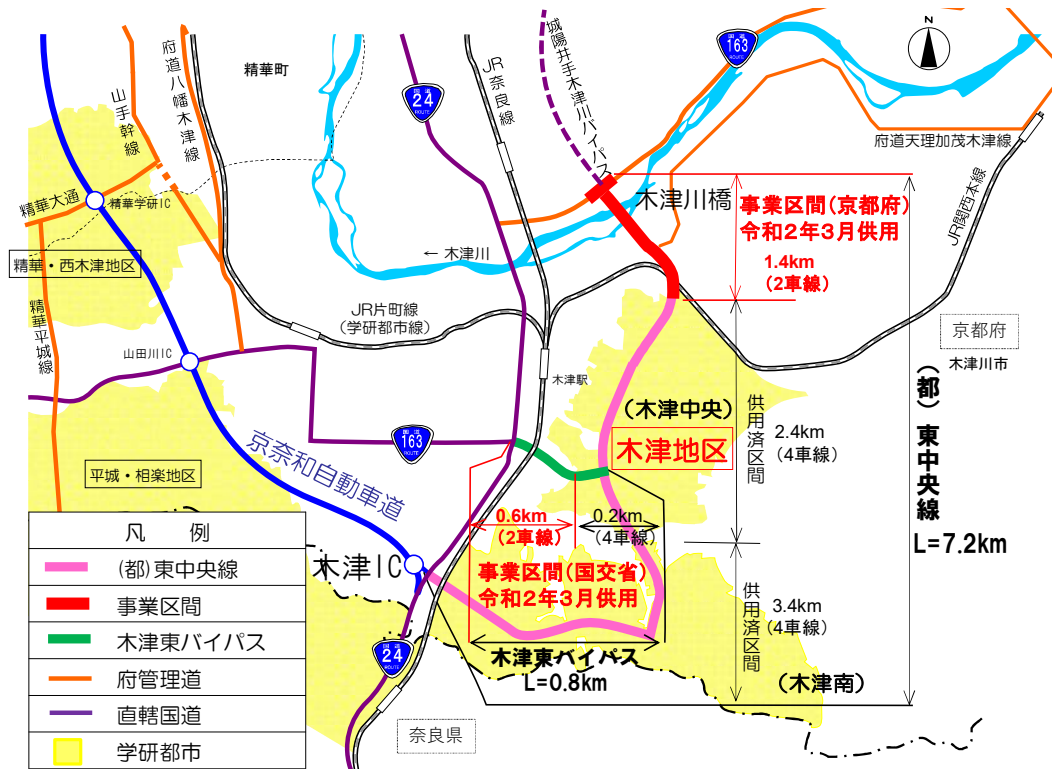 国道
163
ROUTE
N
城陽井手木津川バイパス
府道八幡木津線
精華町
山手幹線
国道
24
ROUTE
JR奈良線
府道天理加茂木津線
JR関西本線
精華大通
精華学研IC
木津川橋
事業区間(京都府)
令和2年3月供用
1.4km
(2車線)
← 木津川
精華・西木津地区
精華平城線
JR片町線
(学研都市線)
山田川IC
京都府
木津川市
木津駅
(木津中央)
木津地区
供用済区間
2.4km
(4車線)
(都)東中央線
L=7.2km
国道
163
ROUTE
京奈和自動車道
平城・相楽地区
0.6km
(2車線)
0.2km
(4車線)
木津IC
事業区間(国交省)
令和2年3月供用
供用済区間
3.4km
(4車線)
国道
24
ROUTE
木津東バイパス
L=0.8km
(木津南)
奈良県
凡 例
(都)東中央線
事業区間
木津東バイパス
府管理道
直轄国道
学研都市